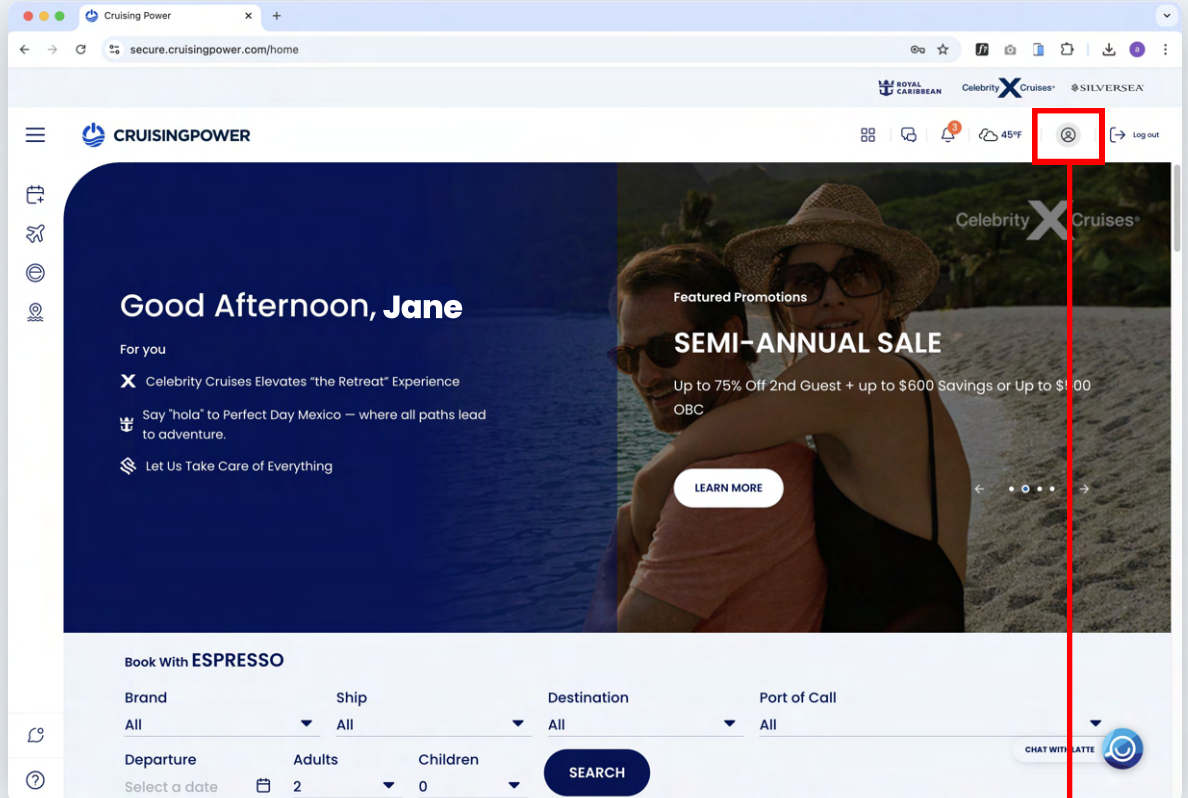 Cruising Power
secure.cruisingpower.com/home
a
ROYAL
CARIBBEAN
Celebrity X Cruises®
SILVERSEA
CRUISINGPOWER
3
45°F
Log out
Celebrity X Cruises®
Good Afternoon, Jane
For you
Celebrity Cruises Elevates “the Retreat” Experience
Say "hola" to Perfect Day Mexico — where all paths lead
to adventure.
Let Us Take Care of Everything
Featured Promotions
SEMI-ANNUAL SALE
Up to 75% Off 2nd Guest + up to $600 Savings or Up to
OBC
LEARN MORE
Book With ESPRESSO
Brand
Ship
Destination
Port of Call
All
All
All
All
CHAT WITH LATTE
Departure
Adults
Children
Select a date
2
0
SEARCH